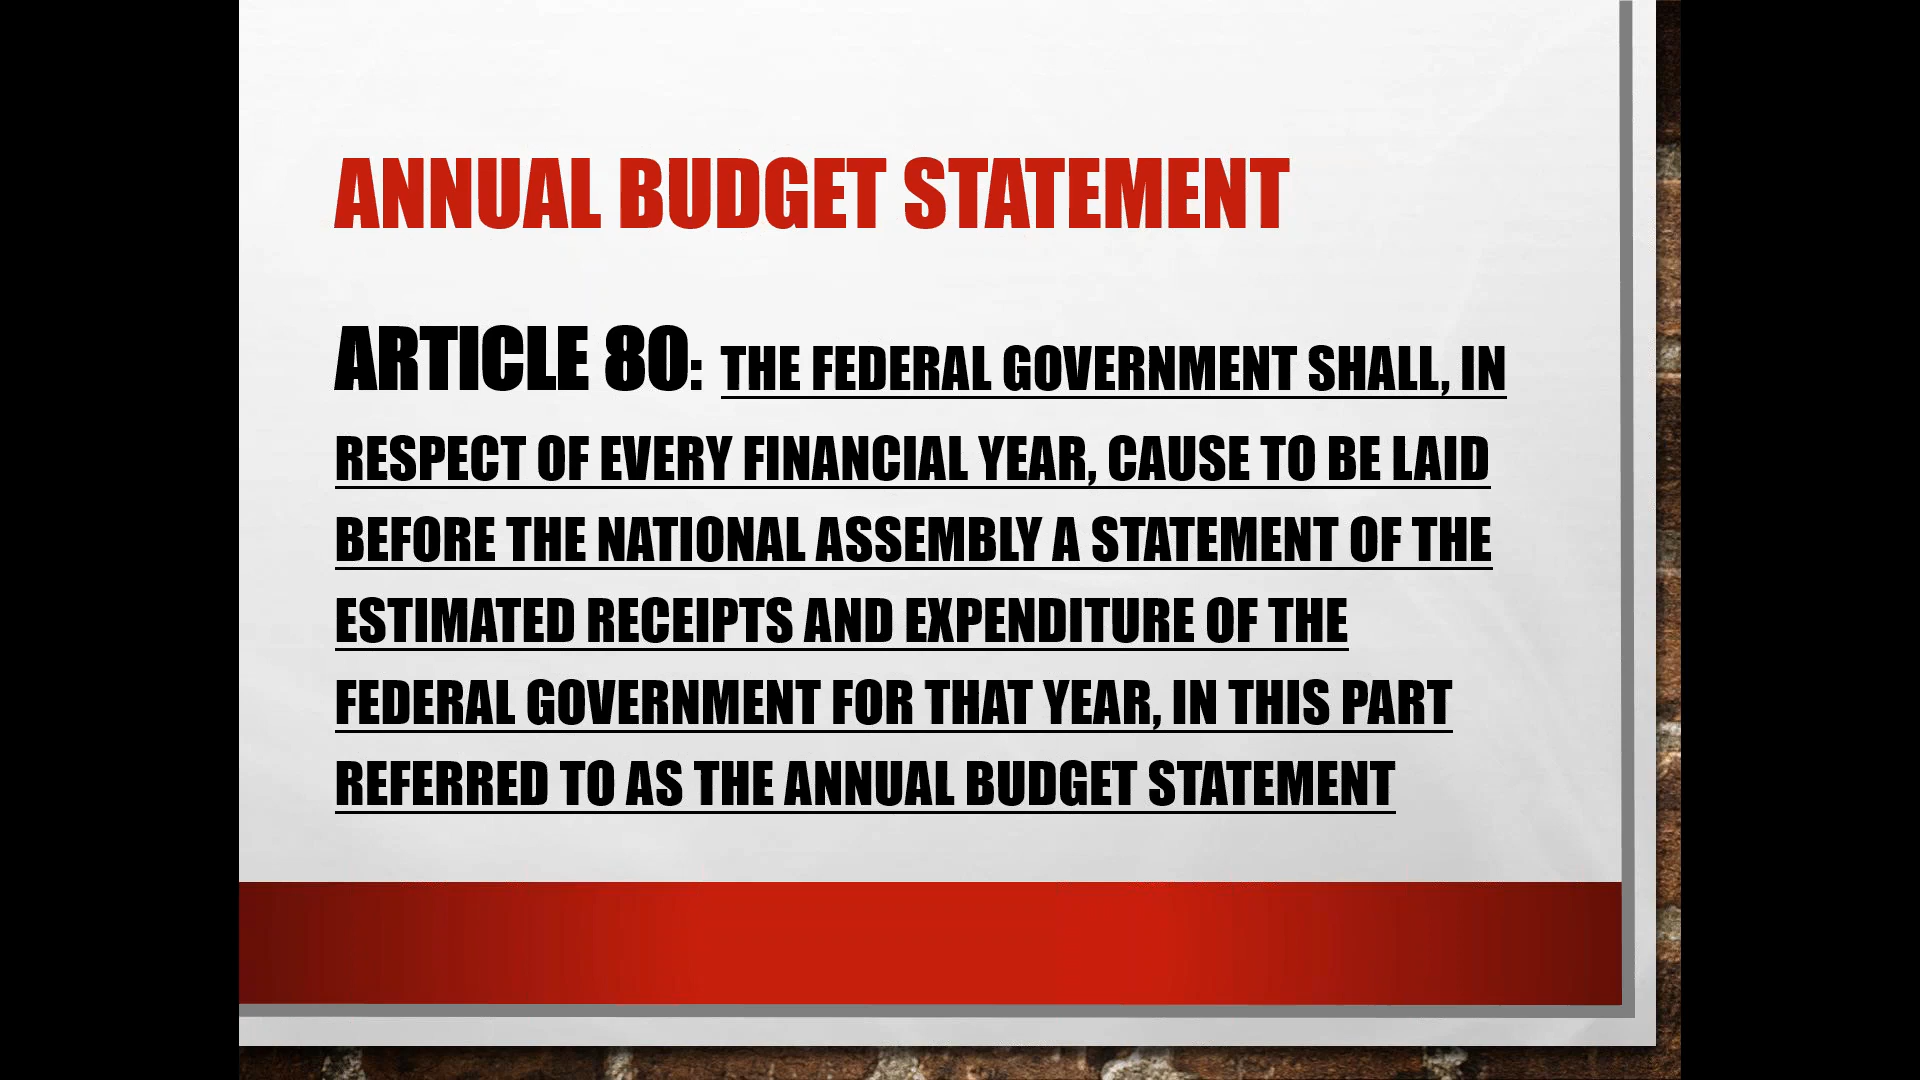 ANNUAL BUDGET STATEMENT
ARTICLE 80: THE FEDERAL GOVERNMENT SHALL, IN
RESPECT OF EVERY FINANCIAL YEAR, CAUSE TO BE LAID
BEFORE THE NATIONAL ASSEMBLY A STATEMENT OF THE
ESTIMATED RECEIPTS AND EXPENDITURE OF THE
FEDERAL GOVERNMENT FOR THAT YEAR, IN THIS PART
REFERRED TO AS THE ANNUAL BUDGET STATEMENT